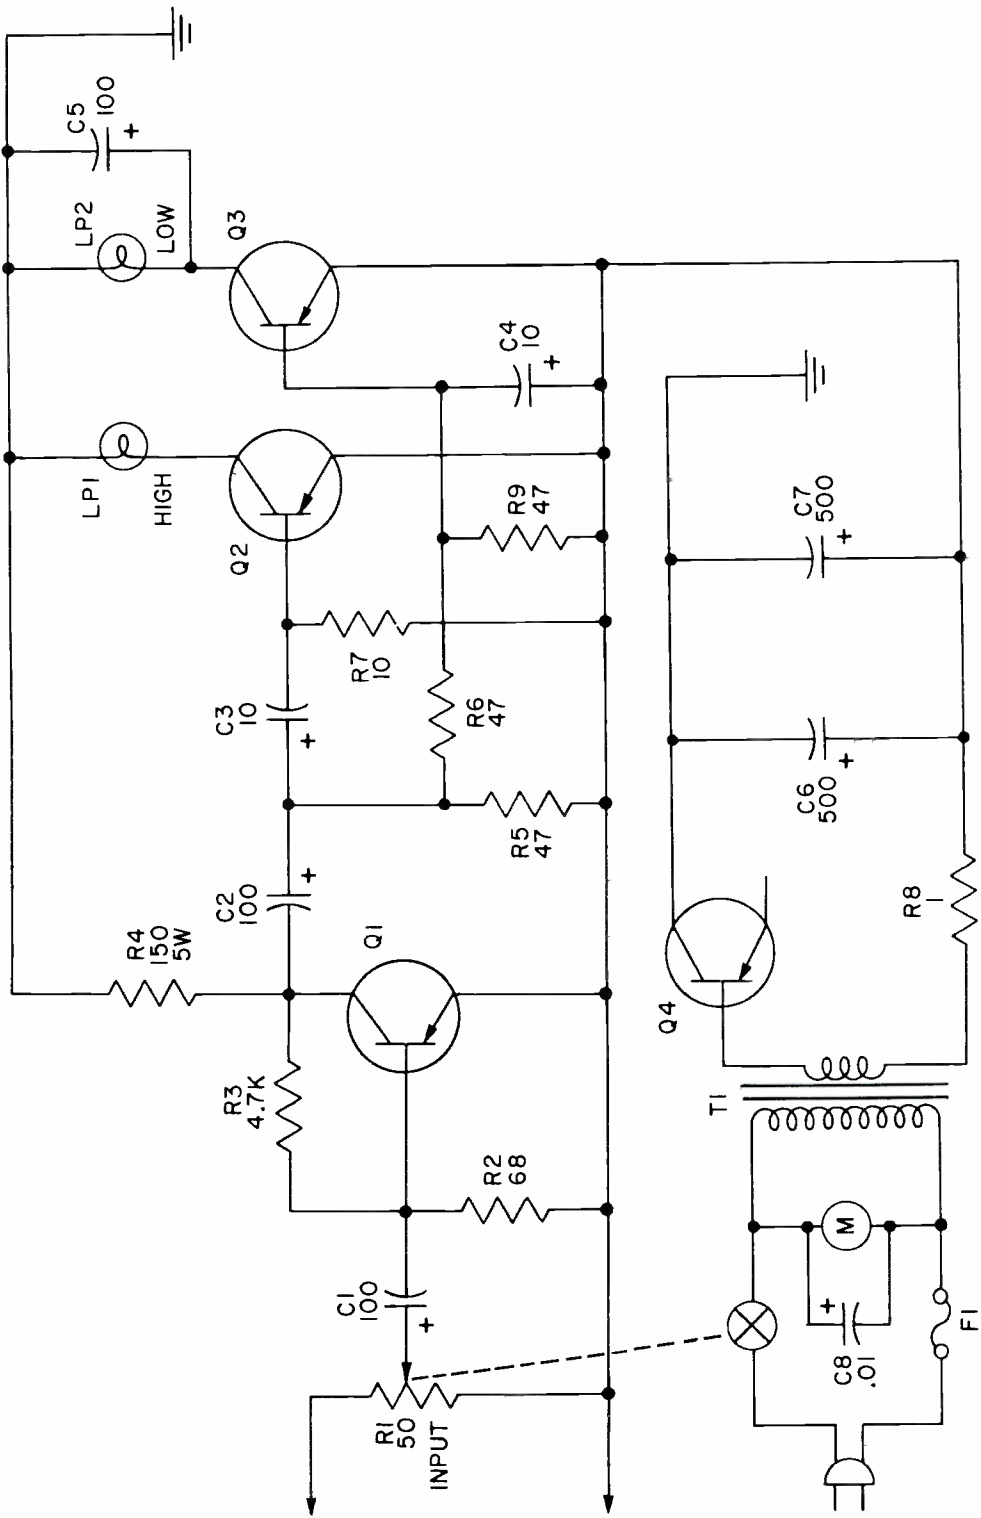 R1
50
INPUT
C1
100
+
R2
68
R3
4.7K
R4
150
5W
Q1
C2
100
+
R5
47
C3
10
+
R6
47
R7
10
Q2
LP1
HIGH
R9
47
C4
10
+
Q3
LP2
LOW
C5
100
+
F1
C8
.01
+
M
T1
Q4
R8
1
C6
500
+
C7
500
+